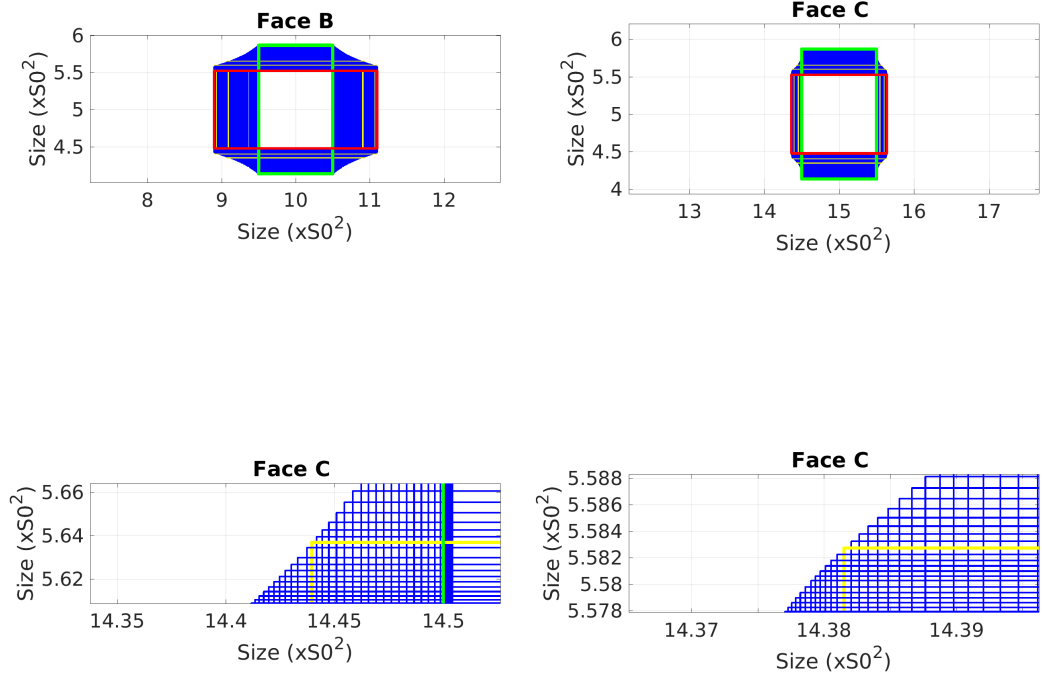 Face B
Size (xS0²)
6
5.5
5
4.5
8 9 10 11 12
Size (xS0²)
Face C
Size (xS0²)
6
5.5
5
4.5
4
13 14 15 16 17
Size (xS0²)
Face C
Size (xS0²)
5.66
5.64
5.62
14.35 14.4 14.45 14.5
Size (xS0²)
Face C
Size (xS0²)
5.588
5.586
5.584
5.582
5.58
5.578
14.37 14.38 14.39
Size (xS0²)